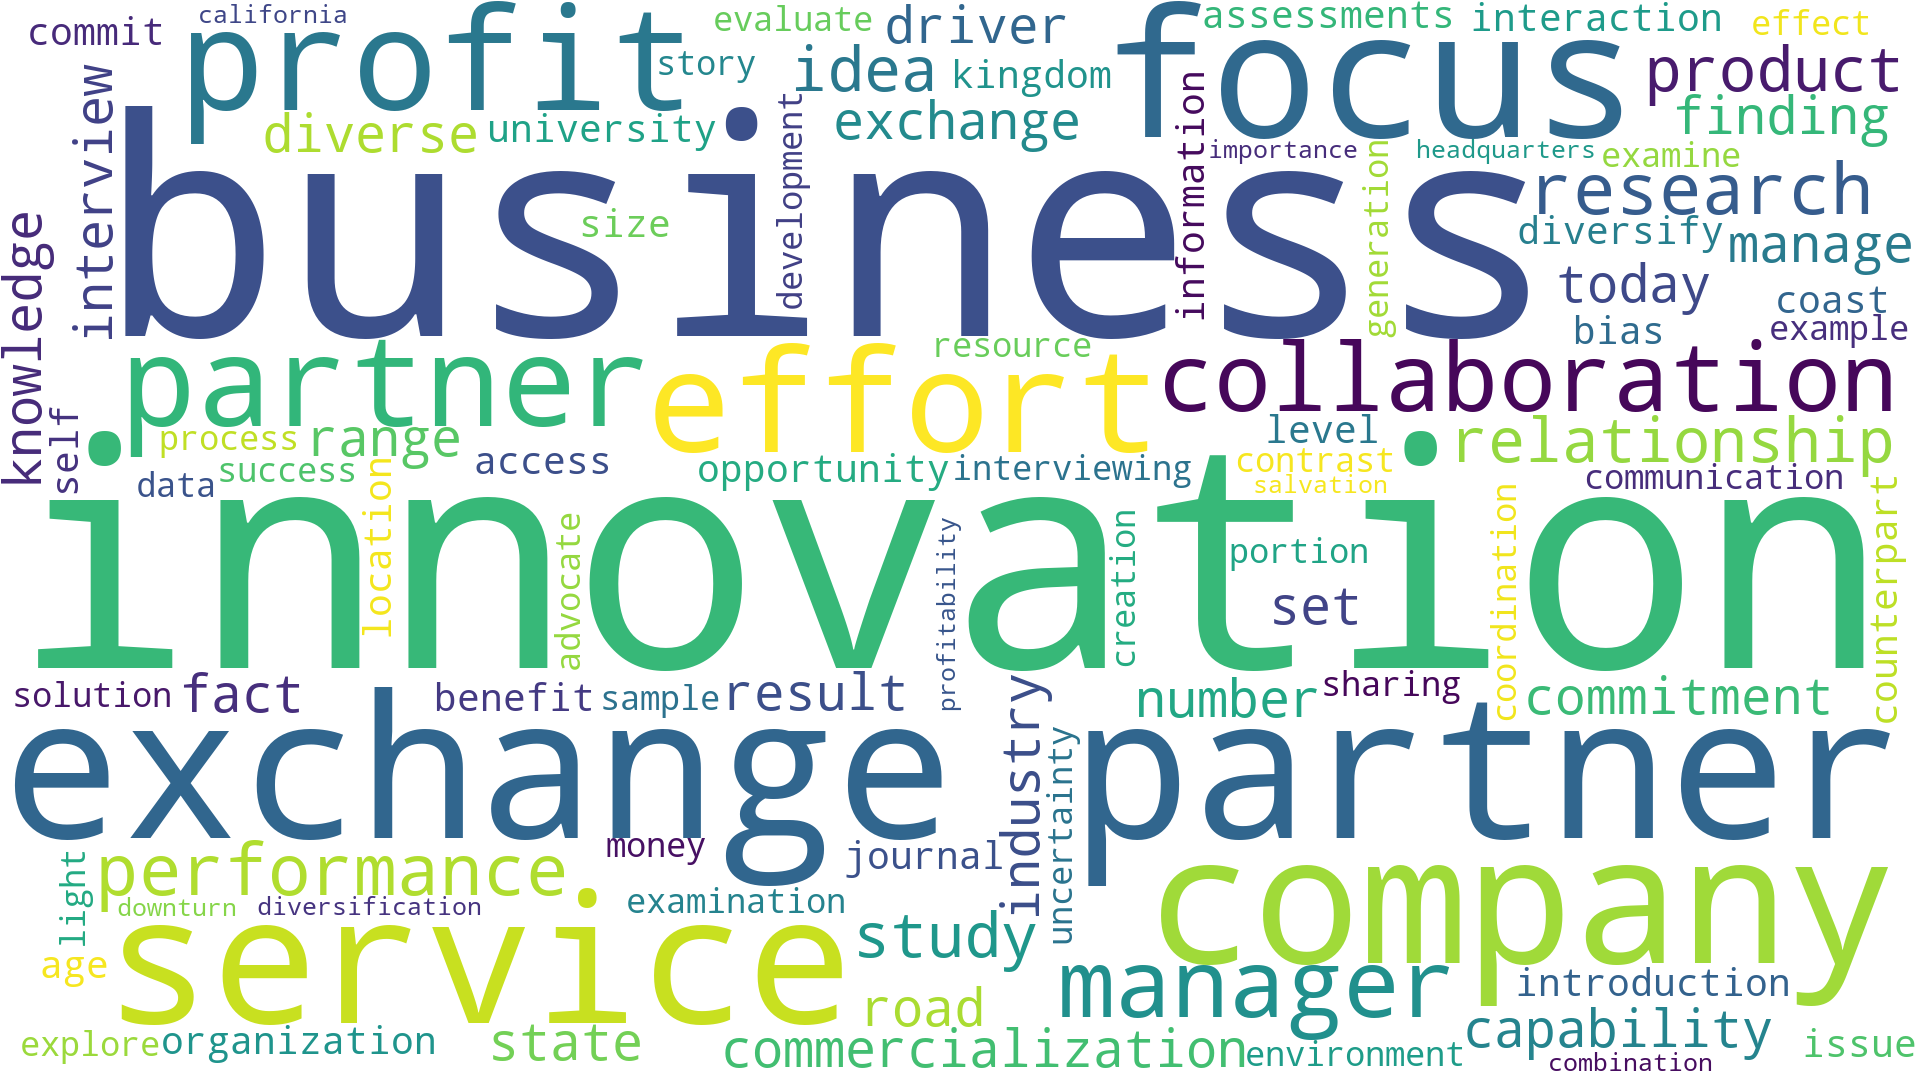 commit
california
profit
evaluate
driver
focus
assessments
interaction
effect
story
idea
kingdom
product
interview
diverse
university
development
exchange
information
finding
business
importance
generation
headquarters
examine
research
knowledge
size
diversify
manage
today
coast
bias
example
partner
effort
resource
collaboration
self
process
range
level
relationship
data
success
location
access
opportunity
interviewing
contrast
salvation
communication
innovation
advocate
profitability
creation
portion
set
coordination
counterpart
solution
fact
benefit
sample
result
industry
number
sharing
commitment
exchange
uncertainty
partner
light
performance
money
journal
company
downturn
diversification
examination
service
study
age
manager
introduction
road
explore
organization
state
commercialization
environment
capability
combination
issue